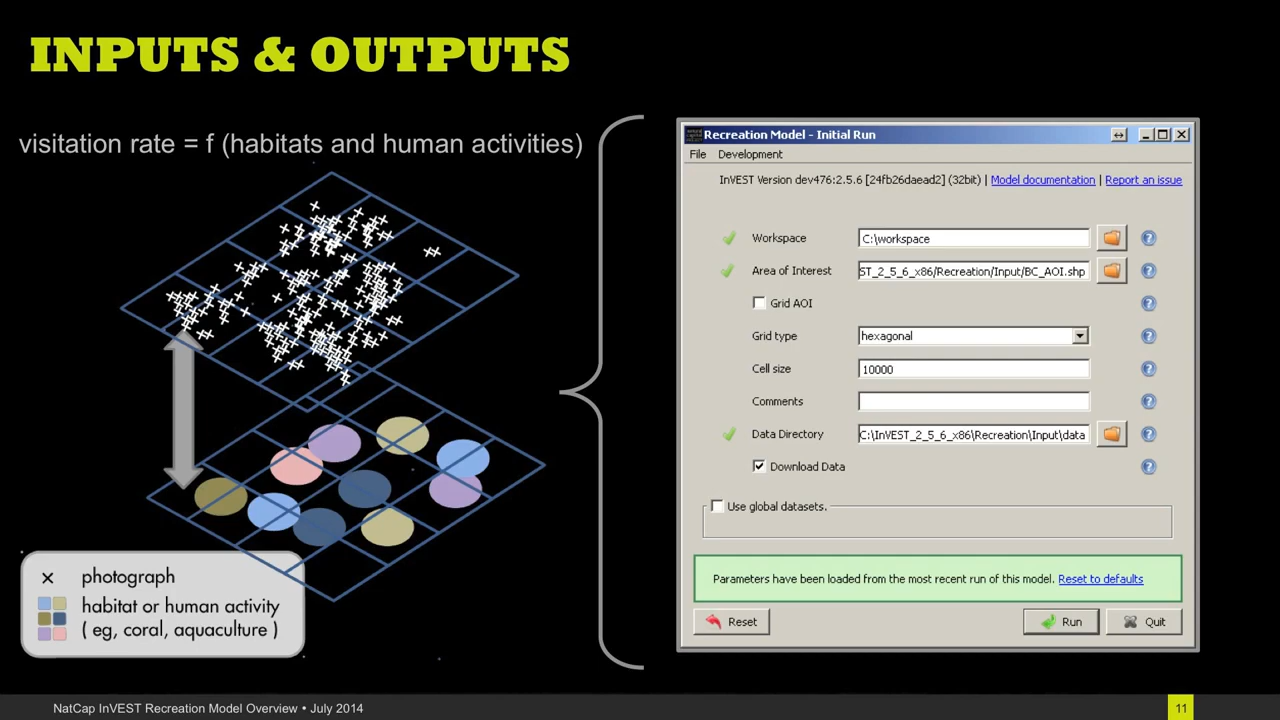 INPUTS & OUTPUTS
visitation rate = f (habitats and human activities)
photograph
habitat or human activity
( eg, coral, aquaculture )
Recreation Model - Initial Run
File Development
InVEST Version dev476:2.5.6 [24fb26daead2] (32bit) | Model documentation | Report an issue
Workspace C:\workspace
Area of Interest ST_2_5_6_x86/Recreation/Input/BC_AOI.shp
Grid AOI
Grid type hexagonal
Cell size 10000
Comments
Data Directory C:\InVEST_2_5_6_x86\Recreation\Input\data
Download Data
Use global datasets.
Parameters have been loaded from the most recent run of this model. Reset to defaults
Reset Run Quit
NatCap InVEST Recreation Model Overview • July 2014 11